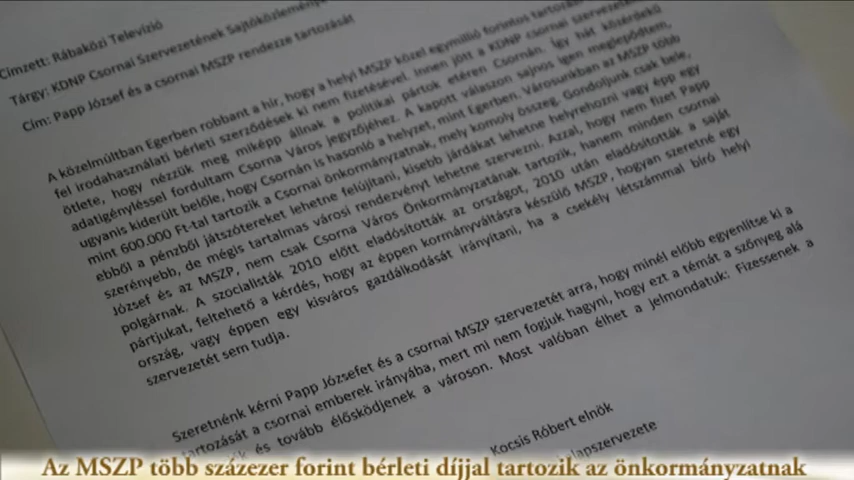 Címzett: Rábaközi Televízió
Tárgy: KDNP Csornai Szervezetének Sajtóközleménye
Cím: Papp József és a csornai MSZP rendezze tartozását
A közelmúltban Egerben robbant a hír, hogy a helyi MSZP közel egymillió forintos tartozást
fel irodahasználati bérleti szerződések ki nem fizetésével. Innen jött a KDNP csornai szervezetének
ötlete, hogy nézzük meg miképp állnak a politikai pártok etéren Csornán. Így hát közérdekű
adatigényléssel fordultam Csorna Város jegyzőjéhez. A kapott válaszon sajnos igen meglepődtem,
ugyanis kiderült belőle, hogy Csornán is hasonló a helyzet, mint Egerben. Városunkban az MSZP több
mint 600.000 Ft-tal tartozik a Csornai önkormányzatnak, mely komoly összeg. Gondoljunk csak bele,
ebből a pénzből játszótereket lehetne felújítani, kisebb járdákat lehetne helyrehozni vagy épp egy
szerényebb, de mégis tartalmas városi rendezvényt lehetne szervezni. Azzal, hogy nem fizet Papp
József és az MSZP, nem csak Csorna Város Önkormányzatának tartozik, hanem minden csornai
polgárnak. A szocialisták 2010 előtt eladósították az országot, 2010 után eladósították a saját
pártjukat, feltehető a kérdés, hogy az éppen kormányváltásra készülő MSZP, hogyan szeretné egy
ország, vagy éppen egy kisváros gazdálkodását irányítani, ha a csekély létszámmal bíró helyi
szervezetét sem tudja.
Szeretnénk kérni Papp Józsefet és a csornai MSZP szervezetét arra, hogy minél előbb egyenlítse ki a
tartozását a csornai emberek irányába, mert mi nem fogjuk hagyni, hogy ezt a témát a szőnyeg alá
és tovább élősködjenek a városon. Most valóban élhet a jelmondatuk: Fizessenek a
Kocsis Róbert elnök
alapszervezete
Az MSZP több százezer forint bérleti díjjal tartozik az önkormányzatnak